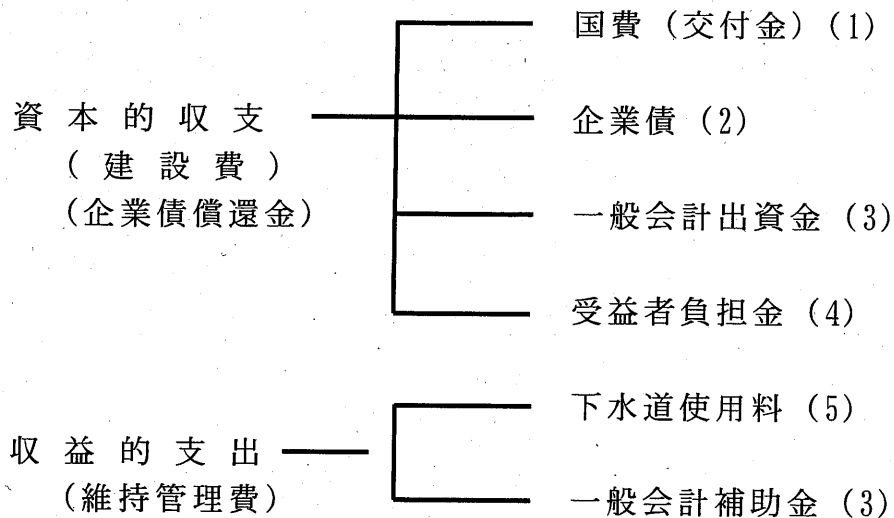 国費（交付金）(1)
資本的収支
（建設費）
（企業債償還金）
企業債 (2)
一般会計出資金 (3)
受益者負担金 (4)
下水道使用料 (5)
収益的支出
（維持管理費）
一般会計補助金 (3)